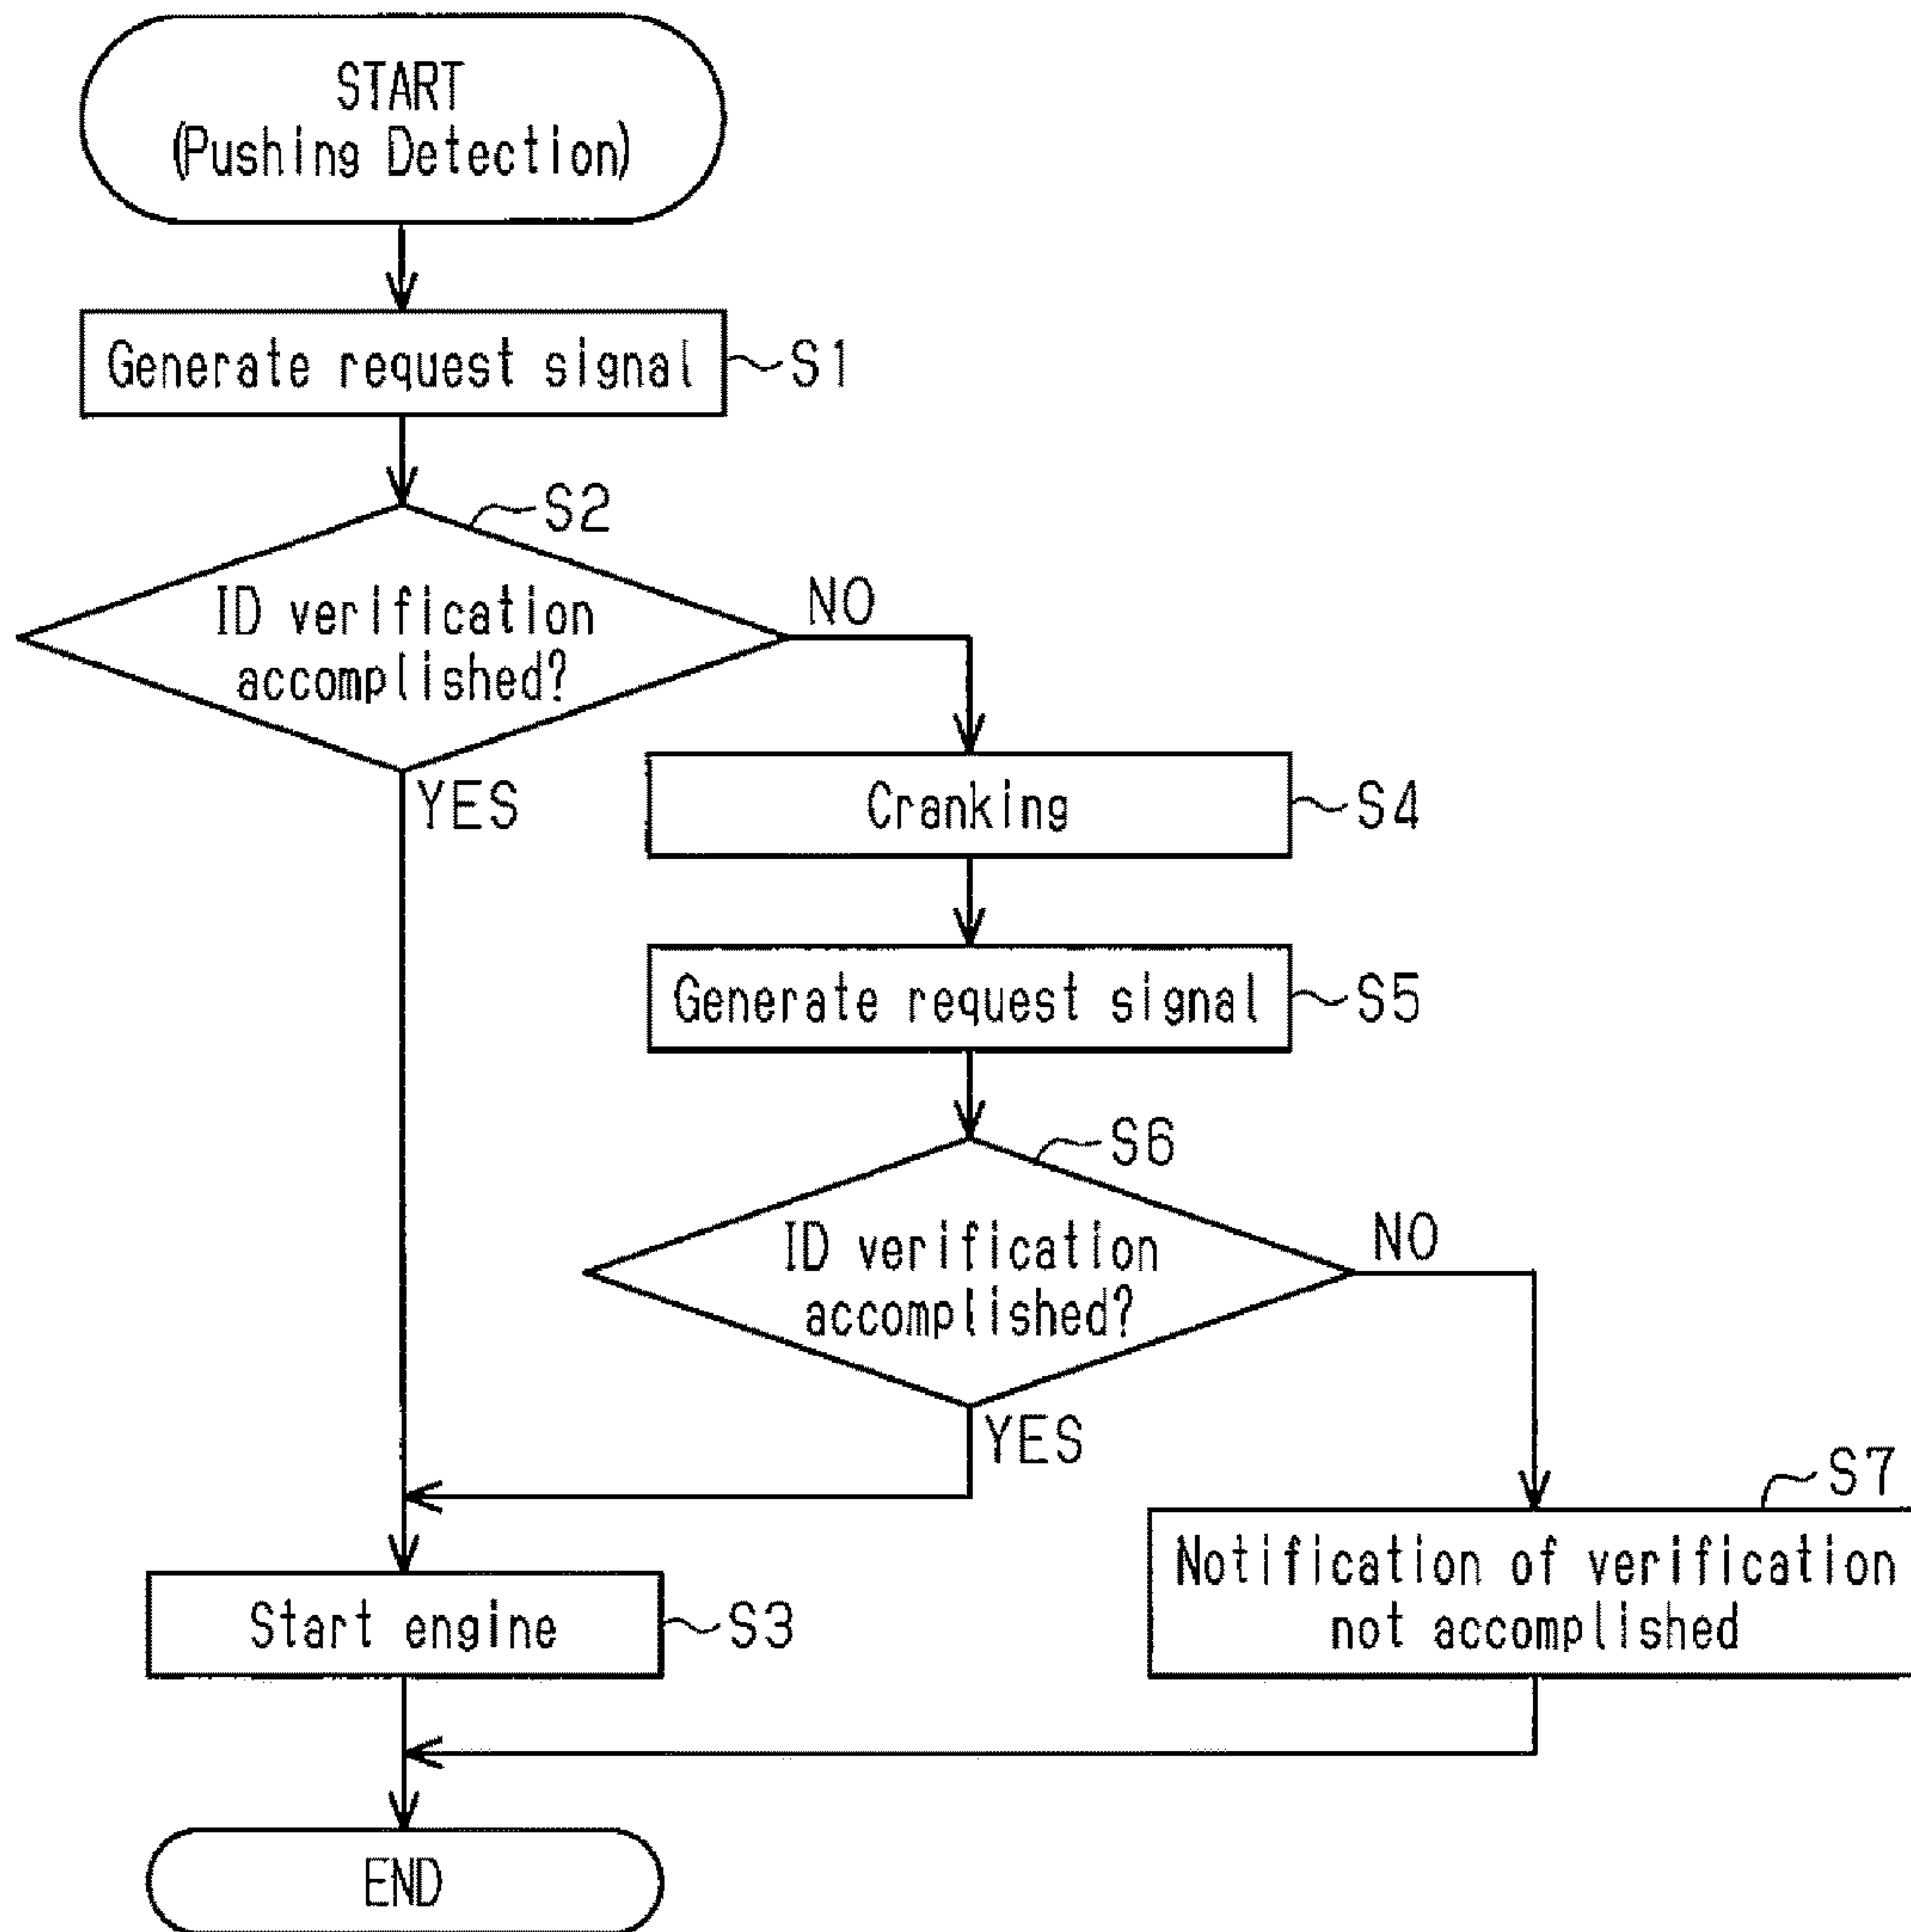 START
(Pushing Detection)
Generate request signal
S1
S2
ID verification
accomplished?
NO
YES
Cranking
S4
Generate request signal
S5
S6
ID verification
accomplished?
NO
YES
S7
Notification of verification
not accomplished
Start engine
S3
END